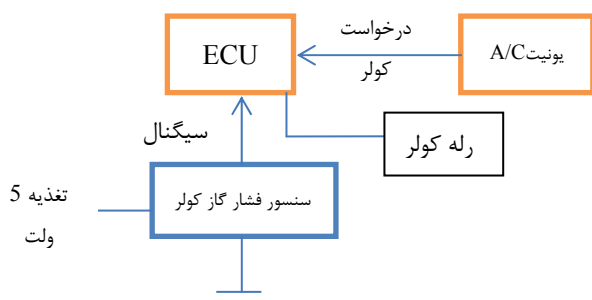 درخواست
کولر
ECU
یونیتA/C
سیگنال
رله کولر
سنسور فشار گاز کولر
تغذیه 5
ولت